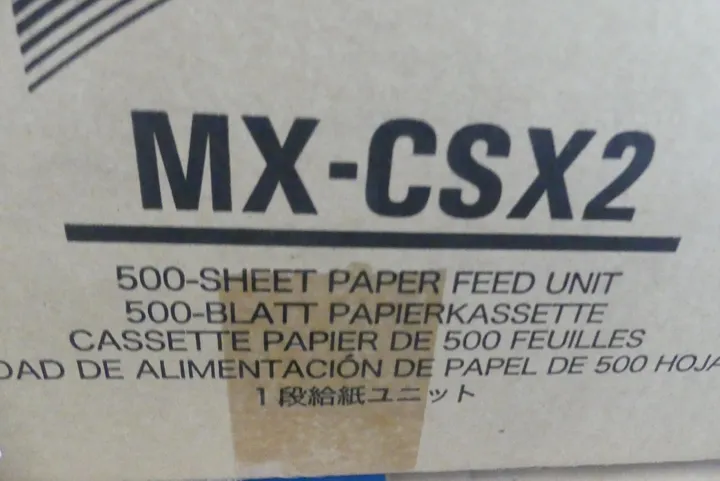 MX-CSX2
500-SHEET PAPER FEED UNIT
500-BLATT PAPIERKASSETTE
CASSETTE PAPIER DE 500 FEUILLES
DAD DE ALIMENTACIÓN DE PAPEL DE 500 HOJA
1段給紙ユニット